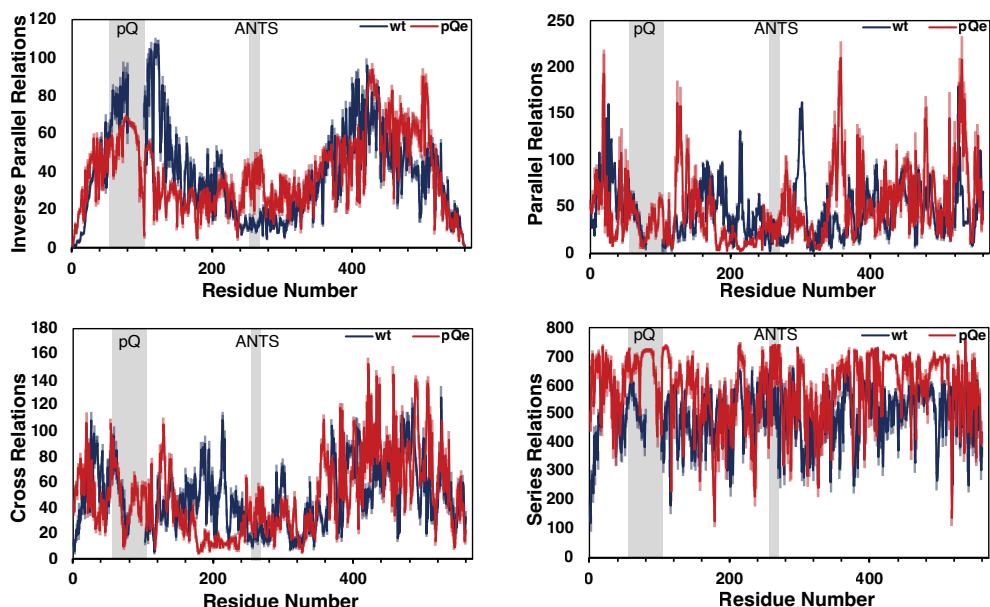 pQ ANTS wt pQe
Inverse Parallel Relations
120
100
80
60
40
20
0
0 200 400
Residue Number
pQ ANTS wt pQe
Parallel Relations
250
200
150
100
50
0
0 200 400
Residue Number
pQ ANTS wt pQe
Cross Relations
180
160
140
120
100
80
60
40
20
0
0 200 400
Residue Number
pQ ANTS wt pQe
Series Relations
800
700
600
500
400
300
200
100
0
0 200 400
Residue Number